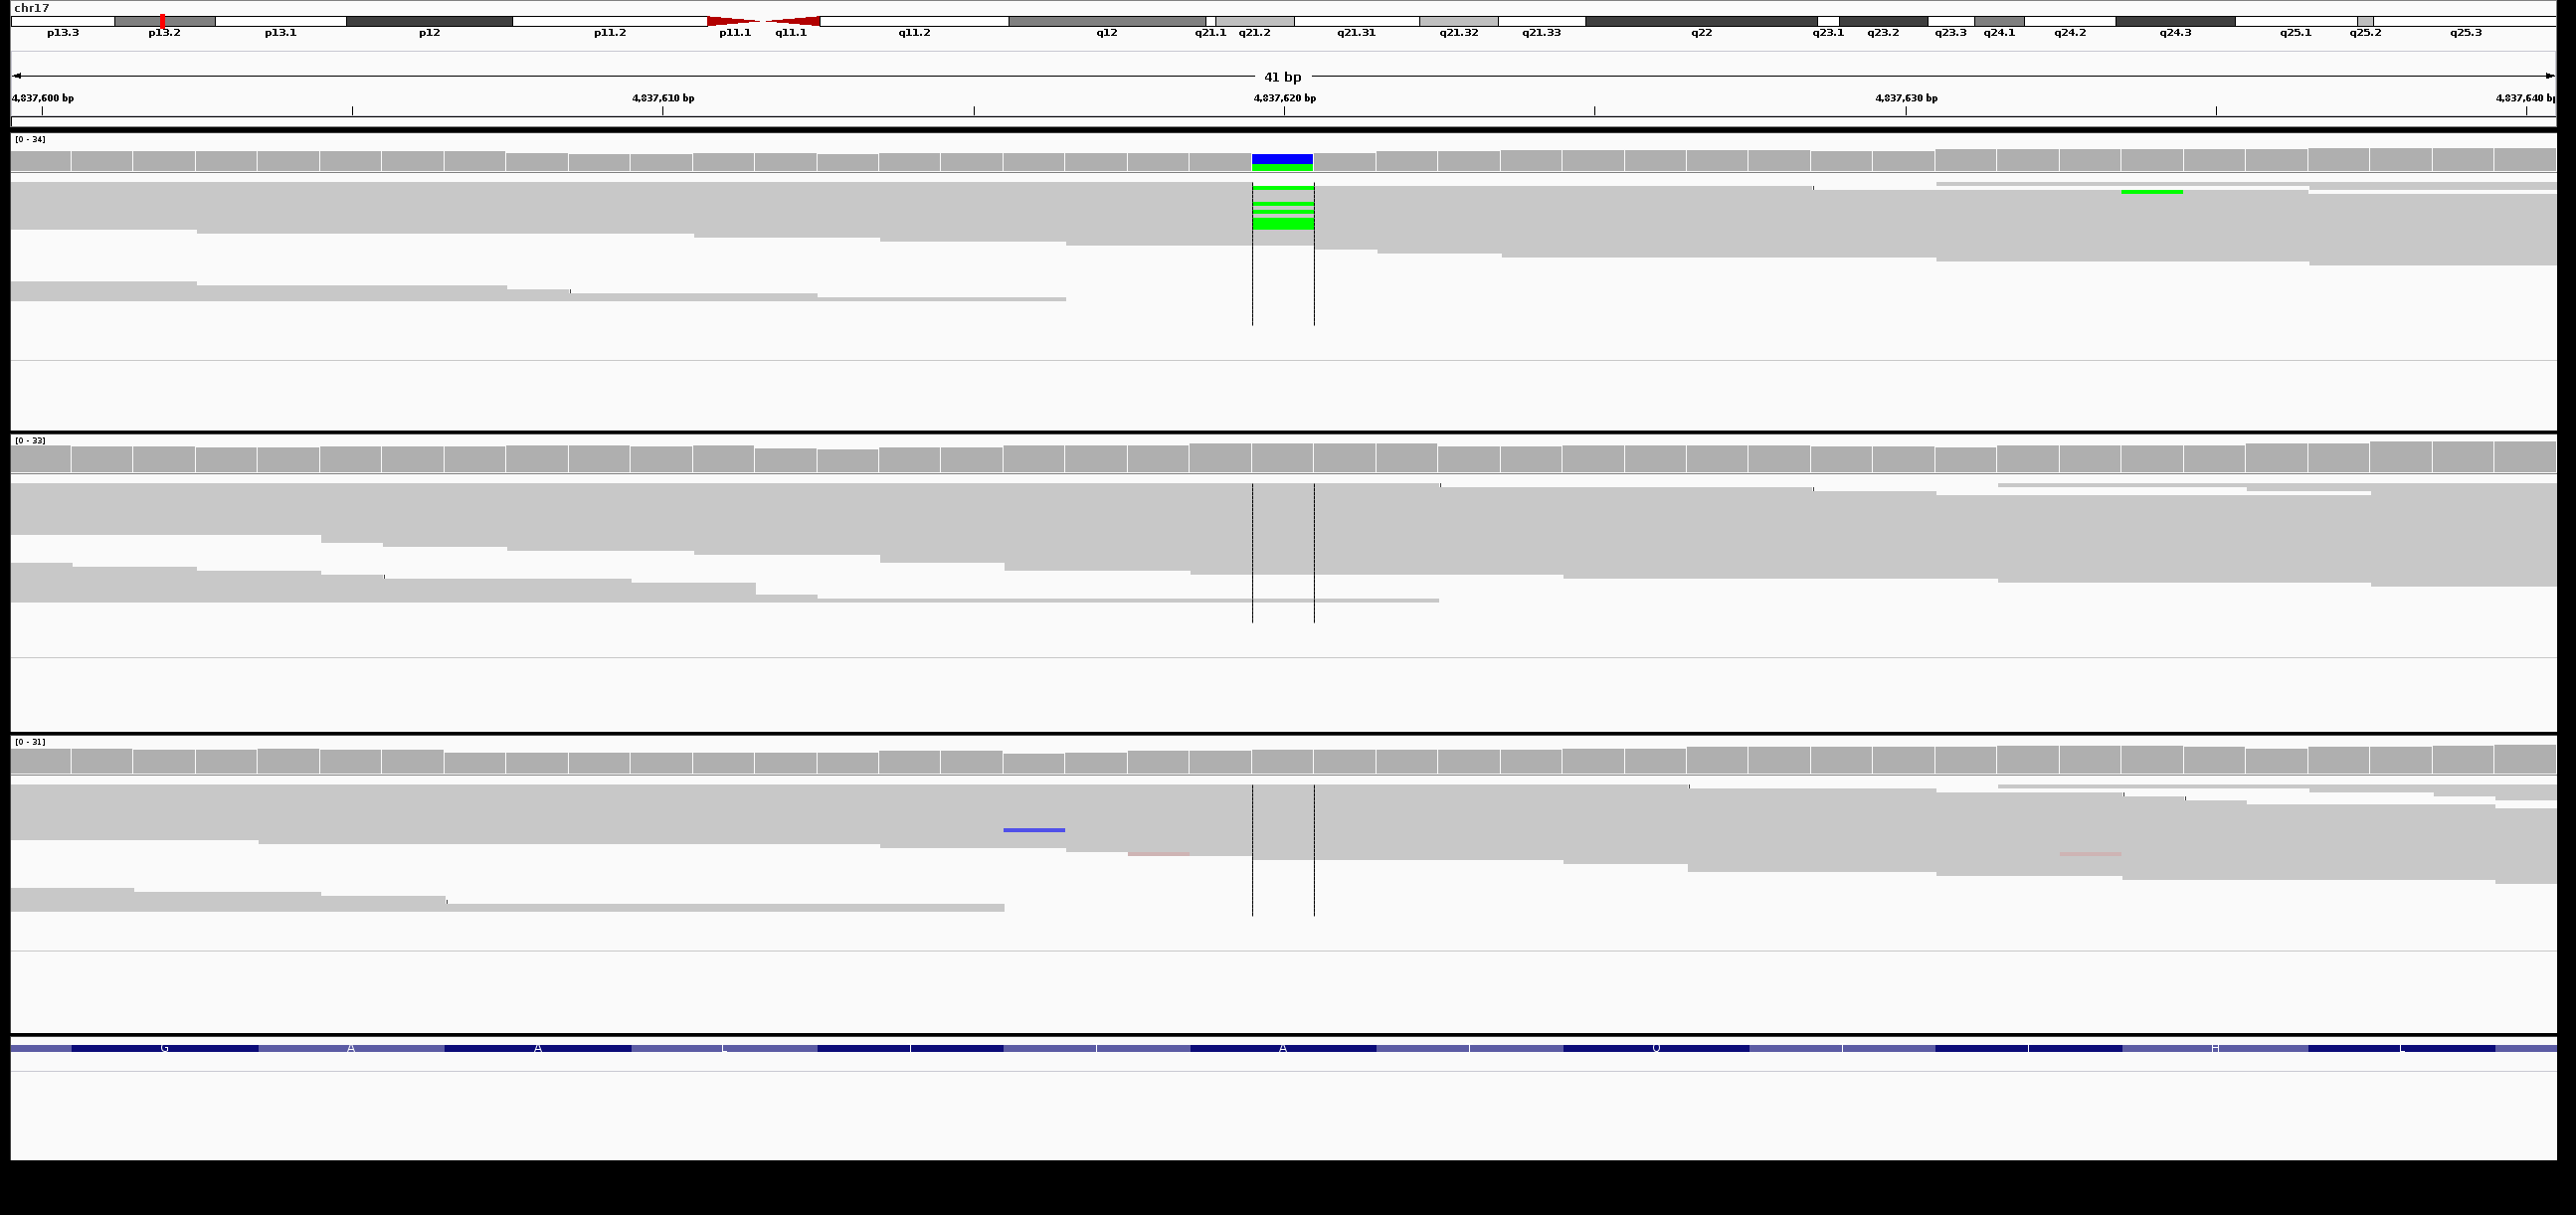 chr17
p13.3 p13.2 p13.1 p12 p11.2 p11.1 q11.1 q11.2 q12 q21.1 q21.2 q21.31 q21.32 q21.33 q22 q23.1 q23.2 q23.3 q24.1 q24.2 q24.3 q25.1 q25.2 q25.3
41 bp
4,837,600 bp 4,837,610 bp 4,837,620 bp 4,837,630 bp 4,837,640 bp
[0 - 34]
[0 - 33]
[0 - 31]
G A A L A H L